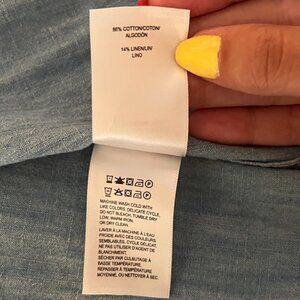 86% COTTON/COTON/
ALGODÓN
14% LINEN/LIN/
LINO
MACHINE WASH COLD WITH
LIKE COLORS, DELICATE CYCLE,
DO NOT BLEACH, TUMBLE DRY
LOW. WARM IRON.
OR DRY CLEAN.
LAVER À LA MACHINE À L'EAU
FROIDE AVEC DES COULEURS
SEMBLABLES, CYCLE DÉLICAT,
NE PAS UTILISER D'AGENT DE
BLANCHIMENT.
SÉCHER PAR CULBUTAGE À
BASSE TEMPÉRATURE.
REPASSER À TEMPÉRATURE
MOYENNE, OU NETTOYER À SEC.